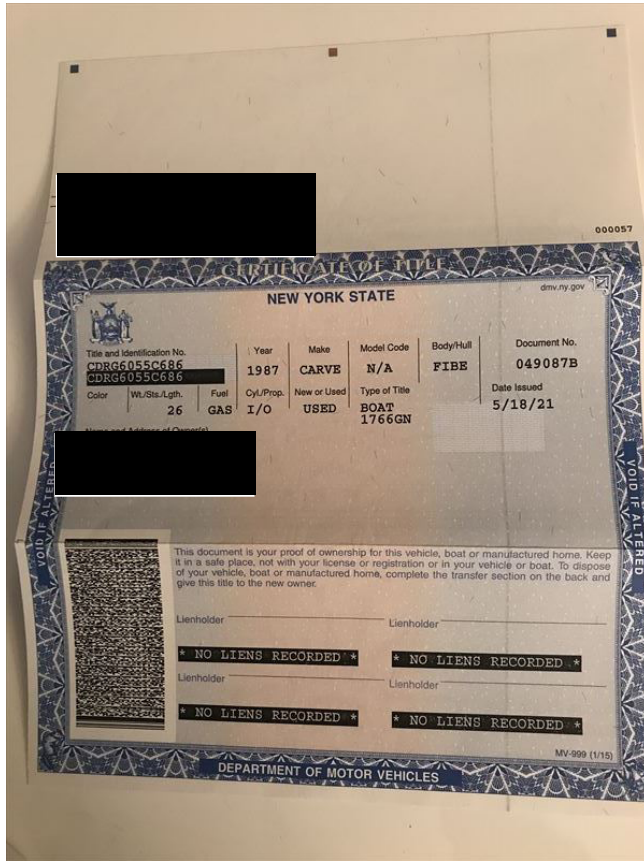 000057
CERTIFICATE OF TITLE
NEW YORK STATE
dmv.ny.gov
Title and Identification No. Year Make Model Code Body/Hull Document No.
CDRG6055C686 1987 CARVE N/A FIBE 049087B
CDRG6055C686
Color Wt./Sts./Lgth. Fuel Cyl./Prop. New or Used Type of Title Date Issued
26 GAS I/O USED BOAT 5/18/21
1766GN
Name and Address of Owner(s)
VOID IF ALTERED
VOID IF ALTERED
This document is your proof of ownership for this vehicle, boat or manufactured home. Keep
it in a safe place, not with your license or registration or in your vehicle or boat. To dispose
of your vehicle, boat or manufactured home, complete the transfer section on the back and
give this title to the new owner.
Lienholder Lienholder
* NO LIENS RECORDED * * NO LIENS RECORDED *
Lienholder Lienholder
* NO LIENS RECORDED * * NO LIENS RECORDED *
MV-999 (1/15)
DEPARTMENT OF MOTOR VEHICLES